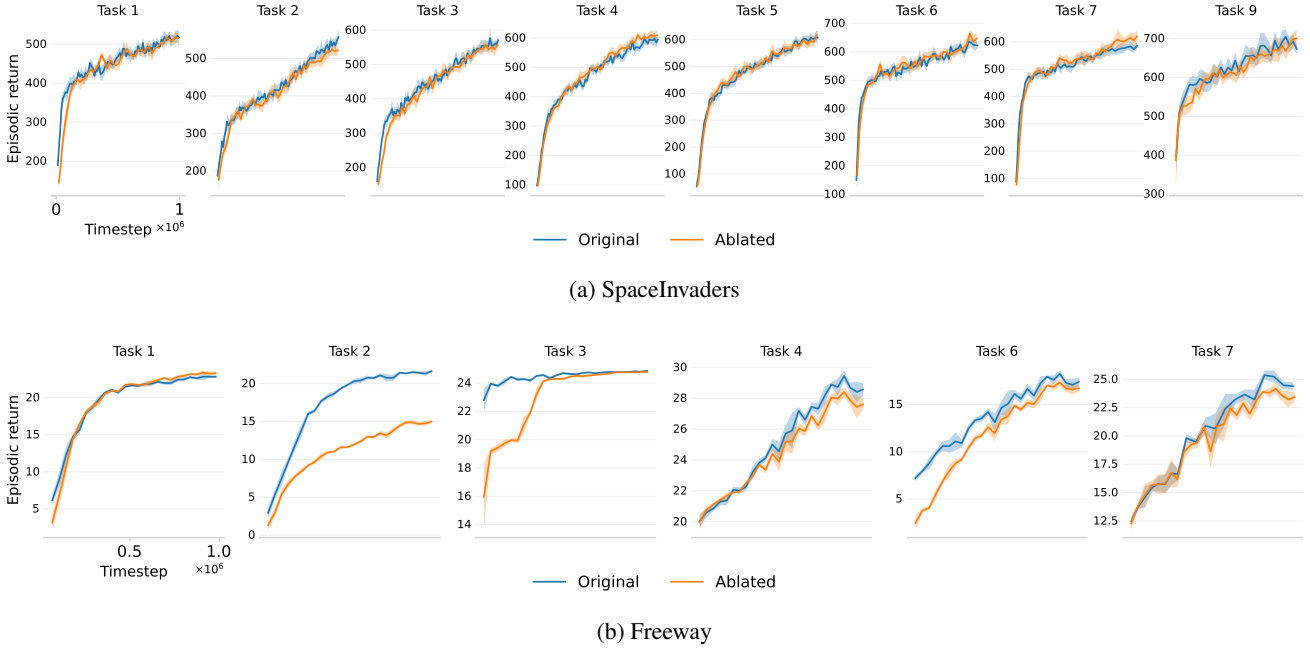 Task 1 Task 2 Task 3 Task 4 Task 5 Task 6 Task 7 Task 9
Episodic return
500 400 300 200
500 400 300 200
600 500 400 300 200
600 500 400 300 200 100
600 500 400 300 200 100
700 600 500 400 300 200 100
600 500 400 300 200 100
700 600 500 400 300
0 1
Timestep ×10⁶
Original Ablated
(a) SpaceInvaders
Task 1 Task 2 Task 3 Task 4 Task 6 Task 7
Episodic return
20 15 10 5
20 15 10 5 0
24 22 20 18 16 14
30 28 26 24 22 20
15 10 5
25.0 22.5 20.0 17.5 15.0 12.5
0.5 1.0
Timestep ×10⁶
Original Ablated
(b) Freeway